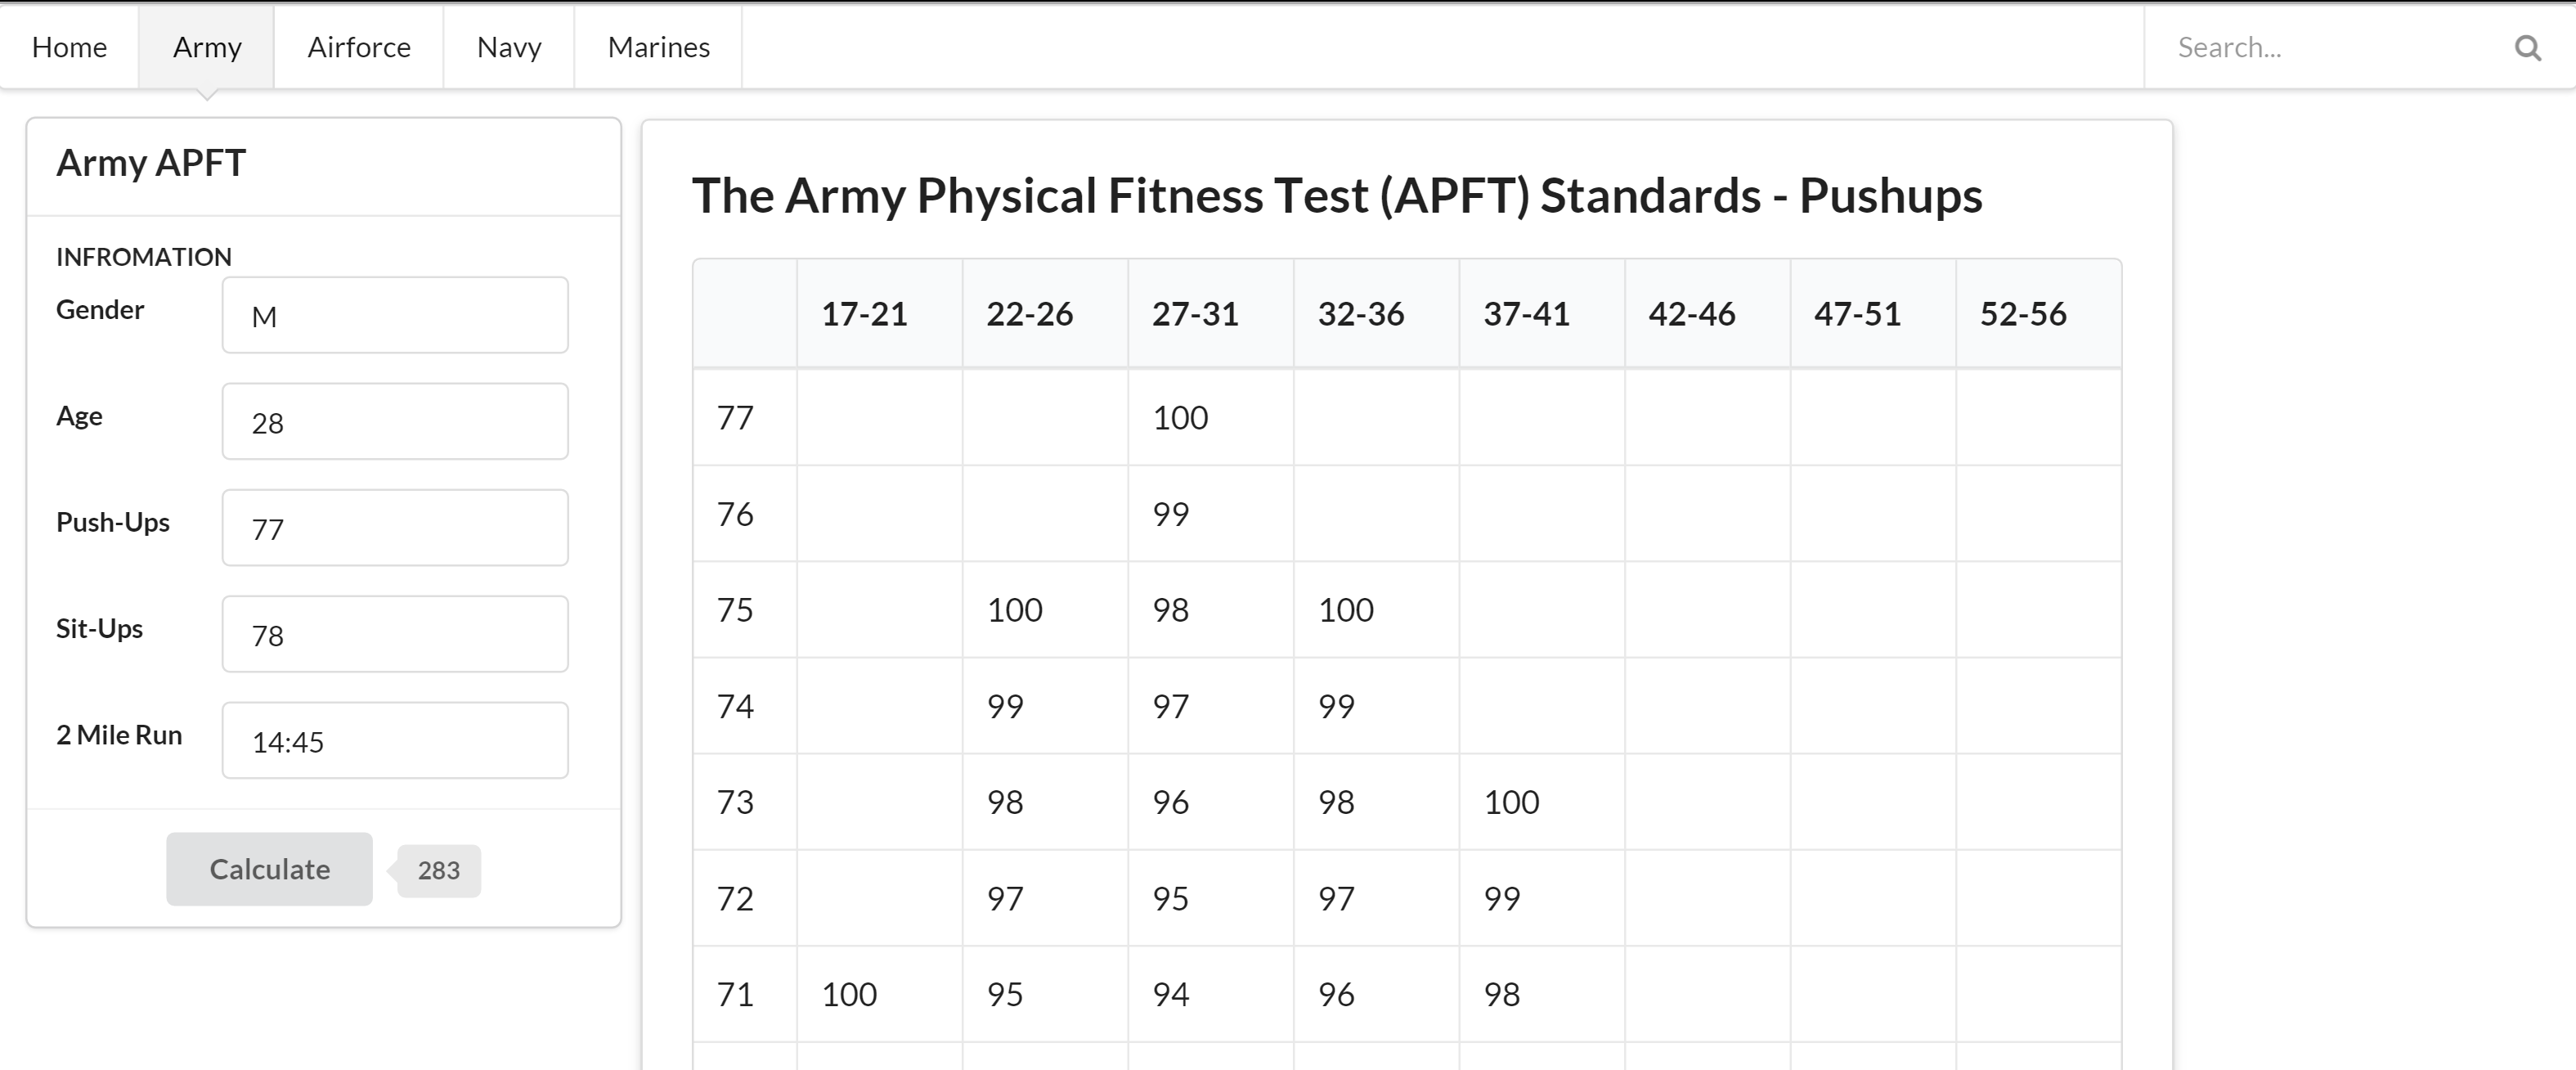 Home Army Airforce Navy Marines Search...
Army APFT
INFROMATION
Gender M
Age 28
Push-Ups 77
Sit-Ups 78
2 Mile Run 14:45
Calculate 283
The Army Physical Fitness Test (APFT) Standards - Pushups
17-21 22-26 27-31 32-36 37-41 42-46 47-51 52-56
77 100
76 99
75 100 98 100
74 99 97 99
73 98 96 98 100
72 97 95 97 99
71 100 95 94 96 98